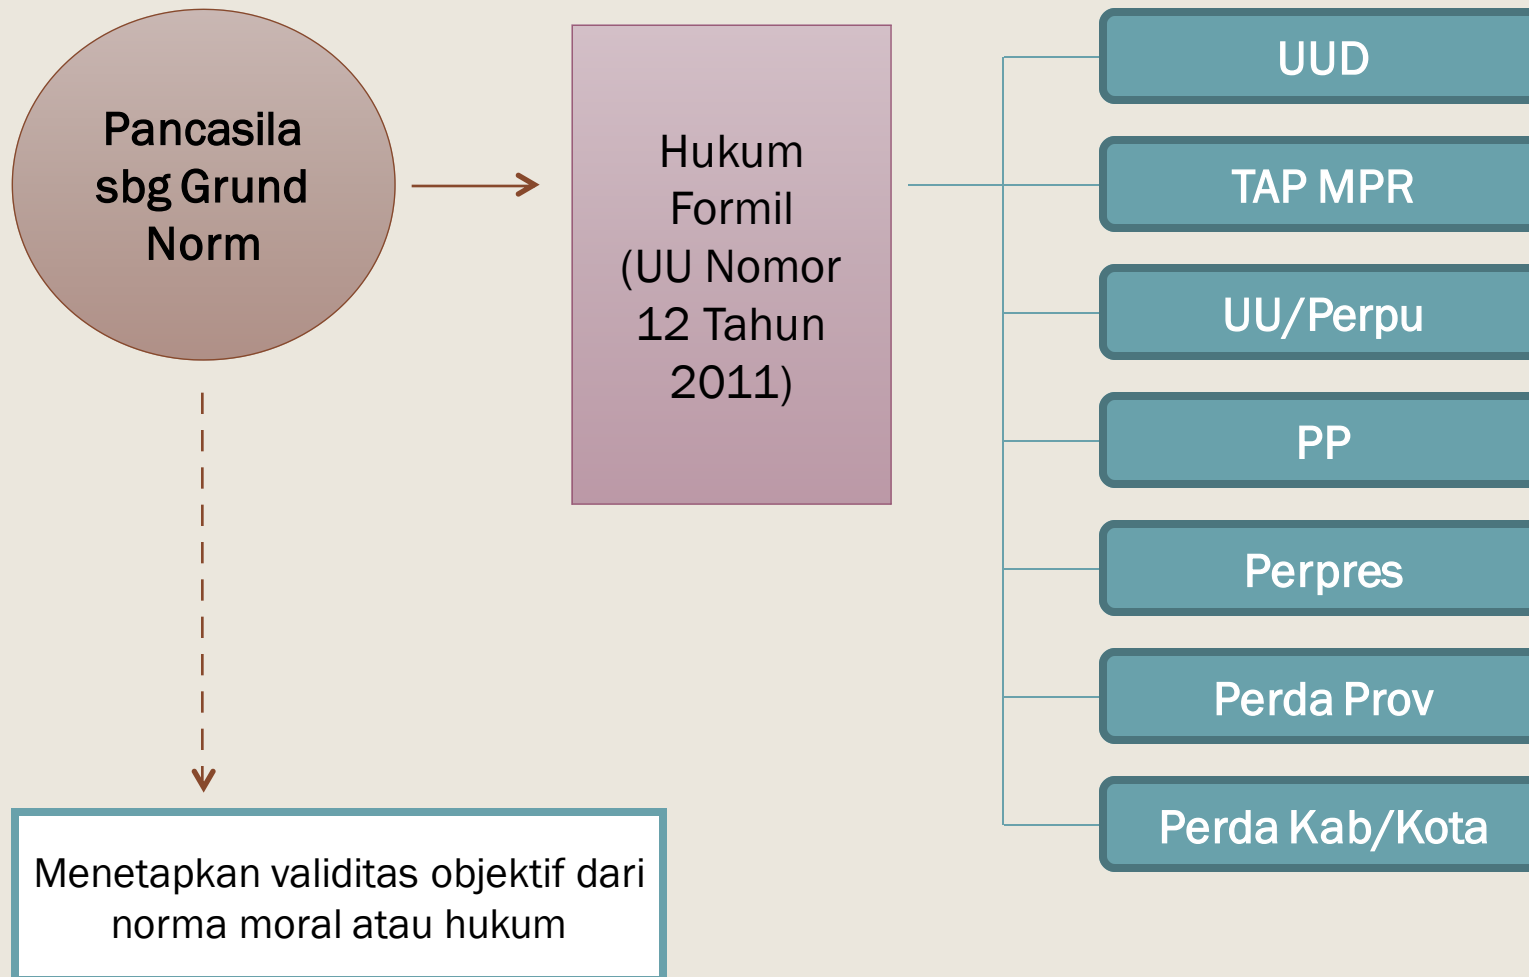 Pancasila
sbg Grund
Norm
Hukum
Formil
(UU Nomor
12 Tahun
2011)
UUD
TAP MPR
UU/Perpu
PP
Perpres
Perda Prov
Perda Kab/Kota
Menetapkan validitas objektif dari
norma moral atau hukum